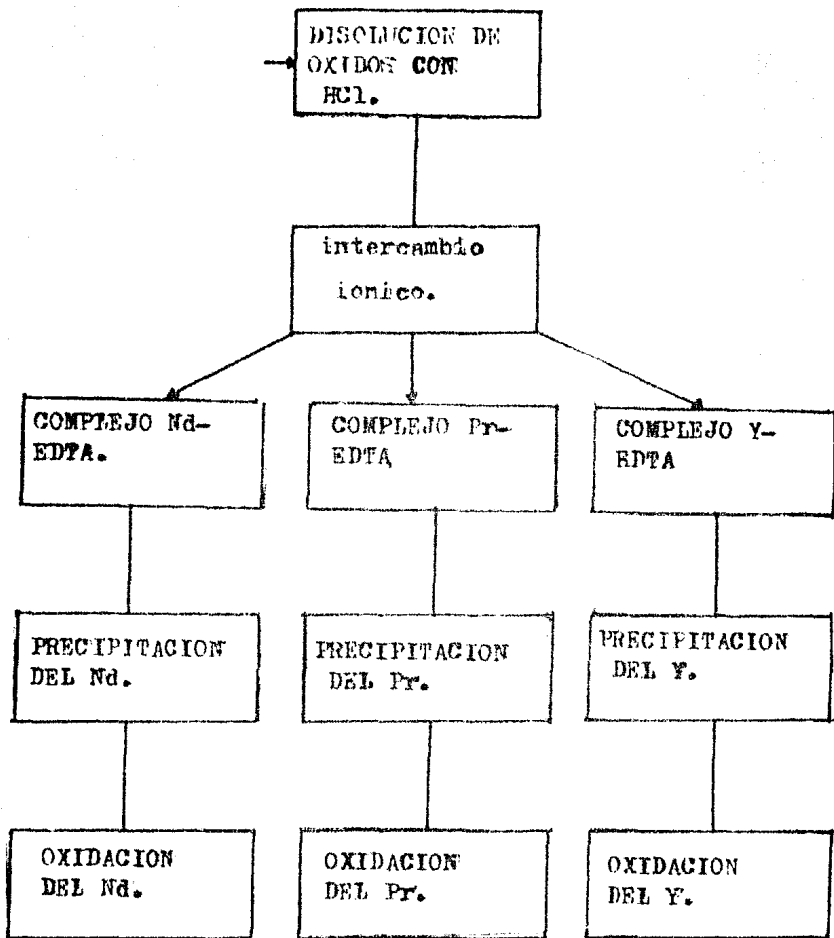 DISOLUCION DE
OXIDOS CON
HCl.
intercambio
ionico.
COMPLEJO Nd-
EDTA.
COMPLEJO Pr-
EDTA
COMPLEJO Y-
EDTA
PRECIPITACION
DEL Nd.
PRECIPITACION
DEL Pr.
PRECIPITACION
DEL Y.
OXIDACION
DEL Nd.
OXIDACION
DEL Pr.
OXIDACION
DEL Y.